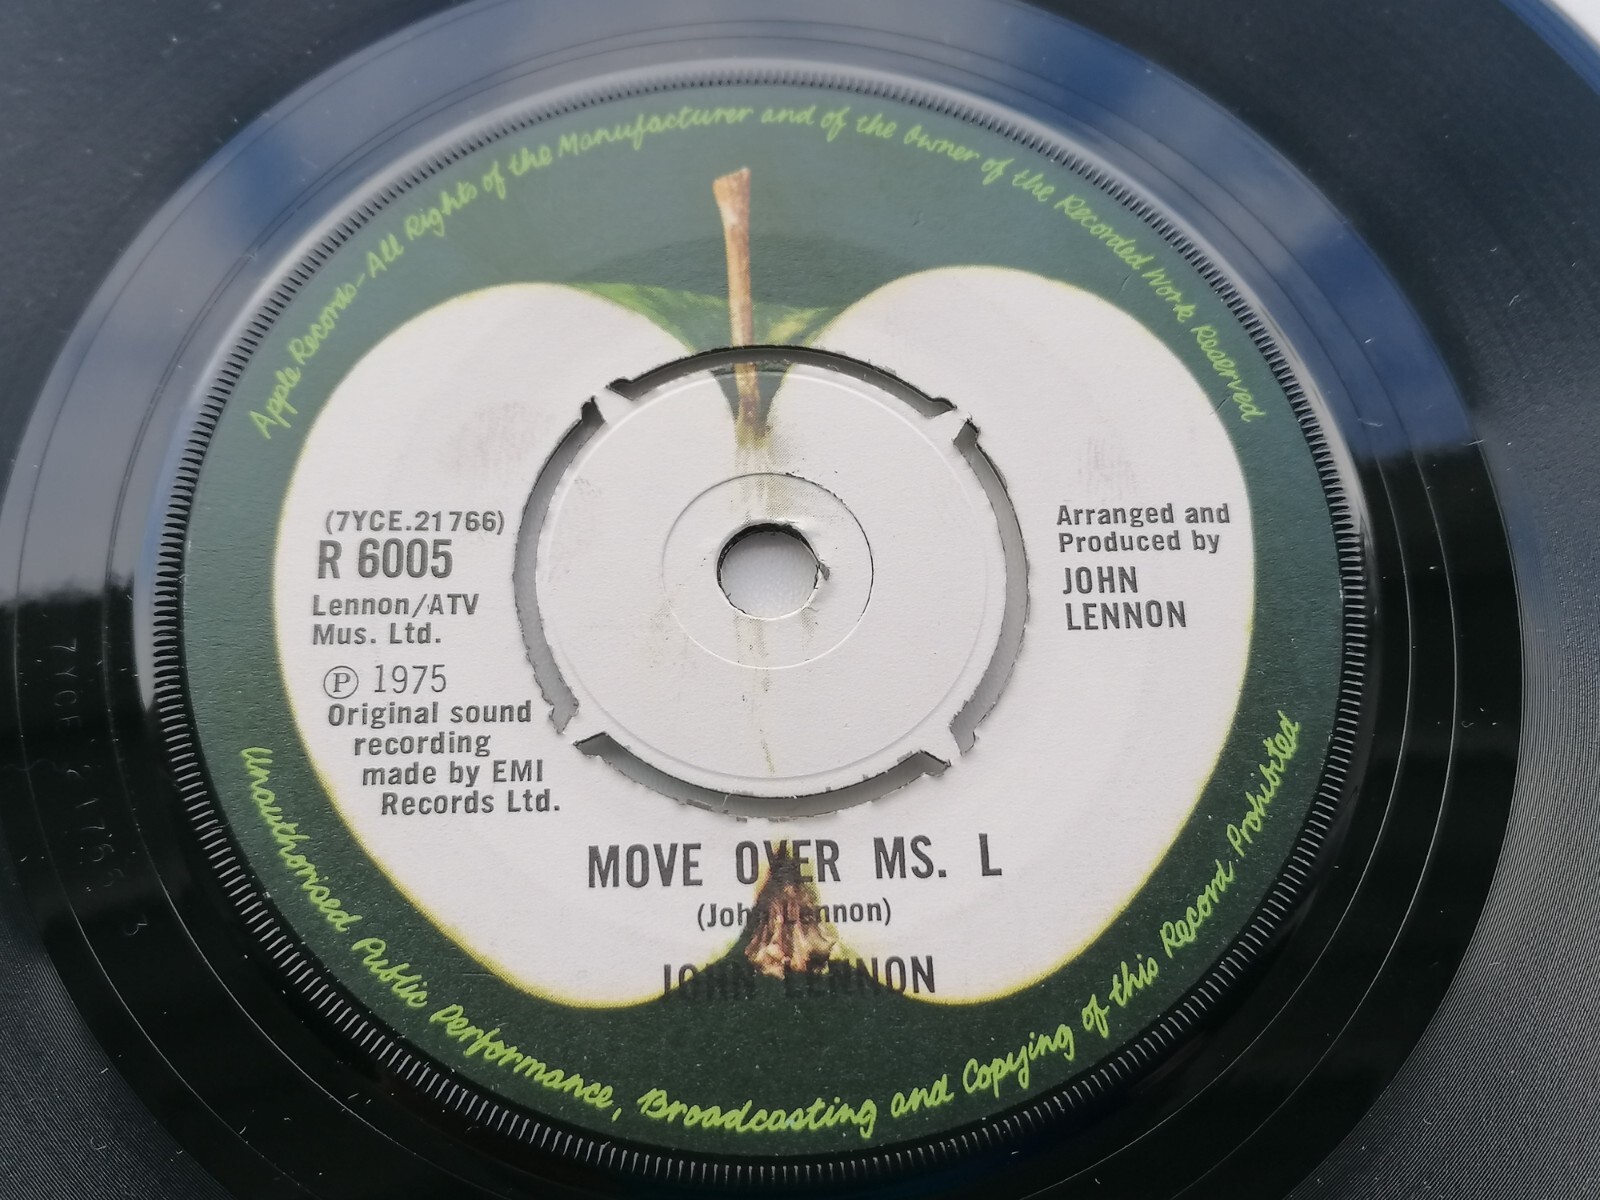 Apple Records-All Rights of the Manufacturer and of the Owner of the Recorded Work Reserved
(7YCE.21766)
R 6005
Lennon/ATV
Mus. Ltd.
Ⓟ 1975
Original sound
recording
made by EMI
Records Ltd.
Arranged and
Produced by
JOHN
LENNON
MOVE OVER MS. L
(John Lennon)
JOHN LENNON
Unauthorised Public Performance, Broadcasting and Copying of this Record Prohibited